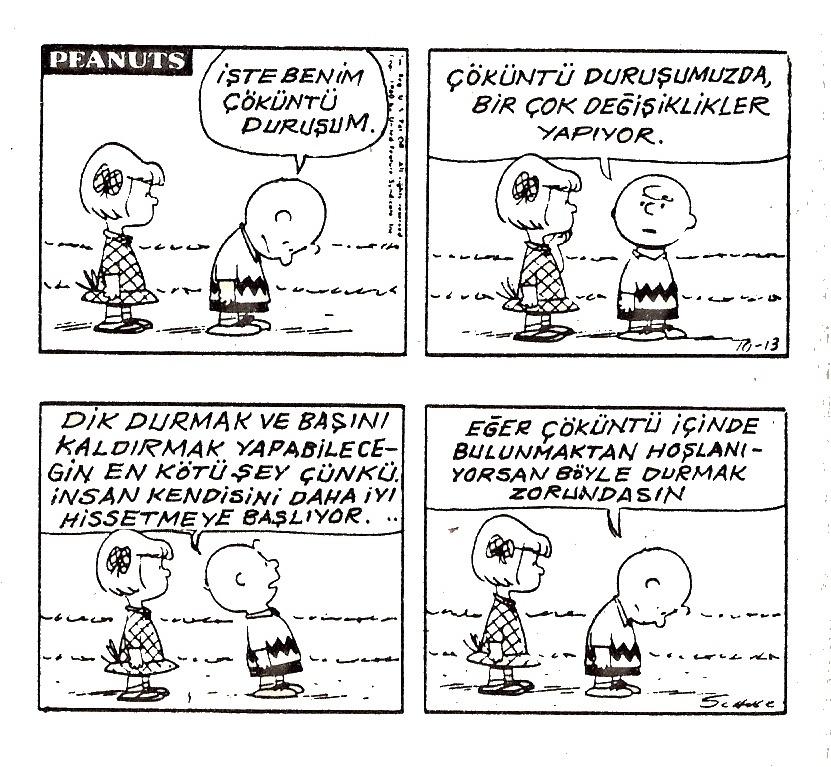 PEANUTS
İŞTE BENİM
ÇÖKÜNTÜ
DURUŞUM.
ÇÖKÜNTÜ DURUŞUMUZDA,
BİR ÇOK DEĞİŞİKLİKLER
YAPIYOR.
10-13
DİK DURMAK VE BAŞINI
KALDIRMAK YAPABİLECE-
GİN EN KÖTÜ ŞEY ÇÜNKÜ.
İNSAN KENDİSİNİ DAHA İYİ
HİSSETMEYE BAŞLIYOR. ..
EĞER ÇÖKÜNTÜ İÇİNDE
BULUNMAKTAN HOŞLANI-
YORSAN BÖYLE DURMAK
ZORUNDASIN